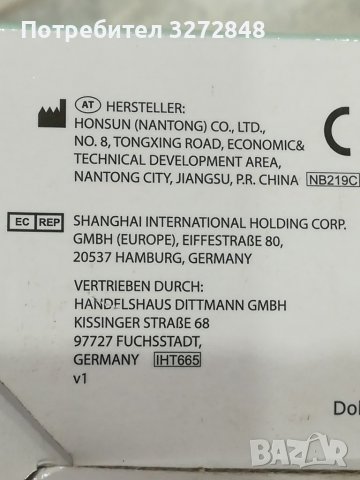 Потребител 3272848
AT HERSTELLER:
HONSUN (NANTONG) CO., LTD.,
NO. 8, TONGXING ROAD, ECONOMIC&
TECHNICAL DEVELOPMENT AREA,
NANTONG CITY, JIANGSU, P.R. CHINA NB219C
EC REP SHANGHAI INTERNATIONAL HOLDING CORP.
GMBH (EUROPE), EIFFESTRAßE 80,
20537 HAMBURG, GERMANY
VERTRIEBEN DURCH:
HANDELSHAUS DITTMANN GMBH
KISSINGER STRAßE 68
97727 FUCHSSTADT,
GERMANY IHT665
v1
BAZAR